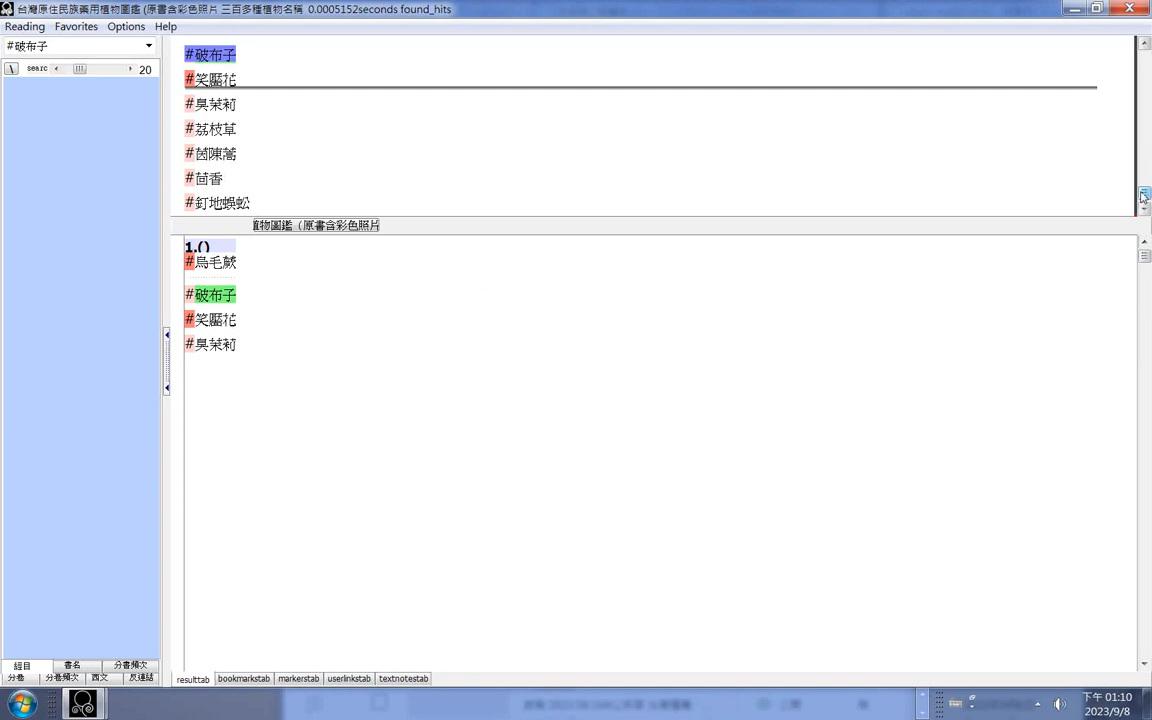 台灣原住民族藥用植物圖鑑 (原書含彩色照片 三百多種植物名稱 0.0005152seconds found_hits
Reading Favorites Options Help
#破布子
\ searc 20
#破布子
#笑靨花
#臭茉莉
#荔枝草
#茵陳蒿
#茴香
#釘地蜈蚣
植物圖鑑（原書含彩色照片
1.()
#烏毛蕨
#破布子
#笑靨花
#臭茉莉
經目 書名 分書頻次
分卷 分卷頻次 西文 反連結
resulttab bookmarkstab markerstab userlinkstab textnotestab
下午 01:10
2023/9/8